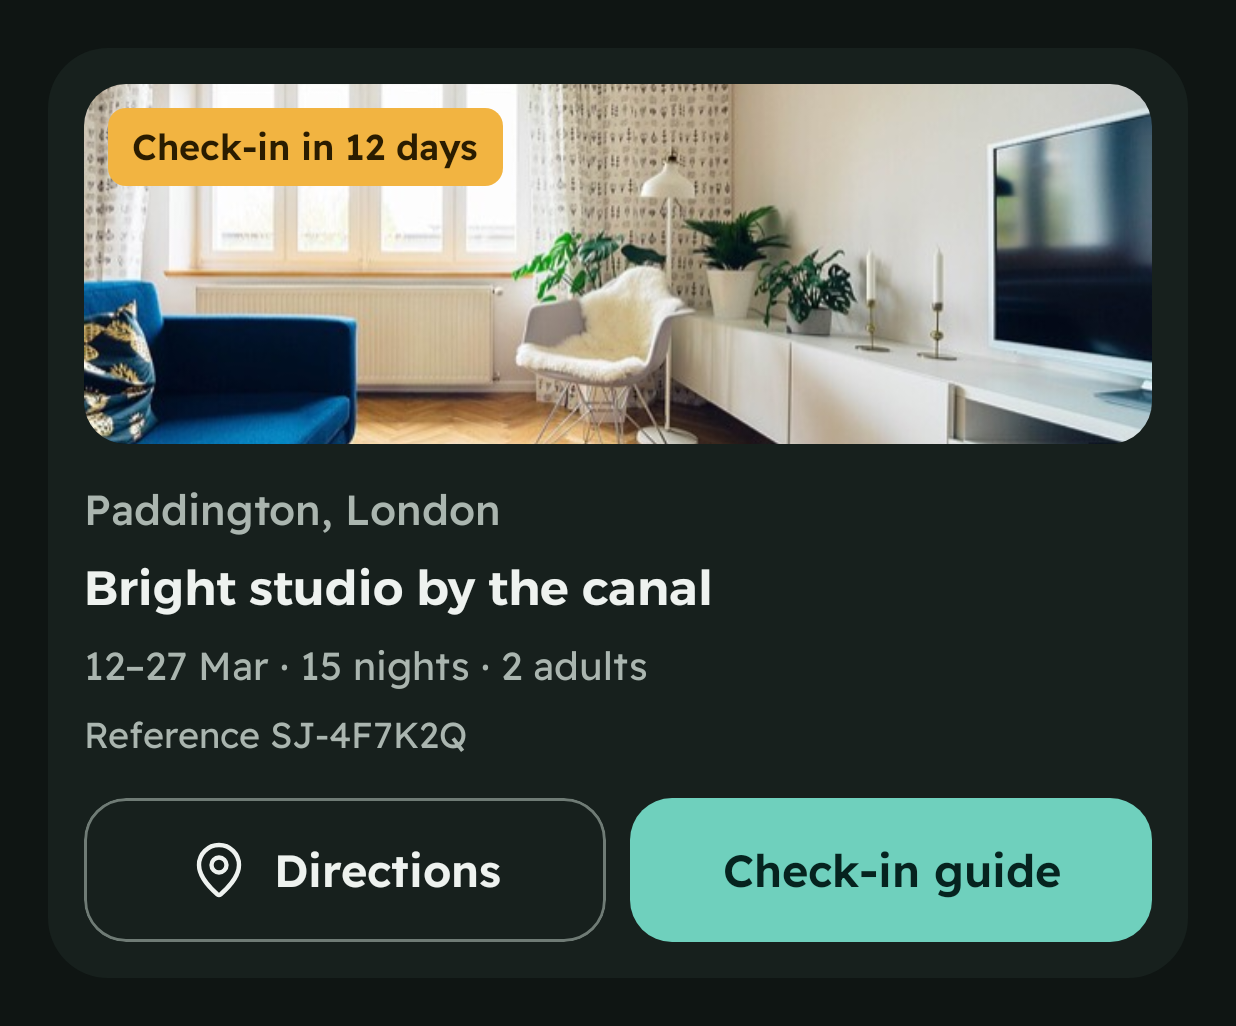 Check-in in 12 days
Paddington, London
Bright studio by the canal
12–27 Mar · 15 nights · 2 adults
Reference SJ-4F7K2Q
Directions
Check-in guide